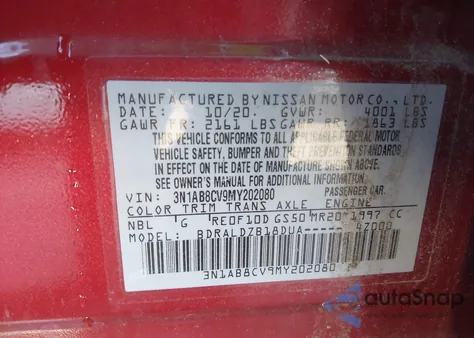 MANUFACTURED BY NISSAN MOTOR CO., LTD.
DATE: 10/20. GVWR: 4001 LBS
GAWR FR: 2161 LBS GAWR RR: 1863 LBS
THIS VEHICLE CONFORMS TO ALL APPLICABLE FEDERAL MOTOR
VEHICLE SAFETY, BUMPER AND THEFT PREVENTION STANDARDS
IN EFFECT ON THE DATE OF MANUFACTURE SHOWN ABOVE.
SEE OWNER'S MANUAL FOR ADDITIONAL INFORMATION.
VIN: 3N1AB8CV9MY202080 PASSENGER CAR
COLOR TRIM TRANS AXLE ENGINE
NBL G RE0F10D GS50 MR20 1997 CC
MODEL: BDRALDZB18DUA----- 4Z000
3N1AB8CV9MY202080
autoSnap